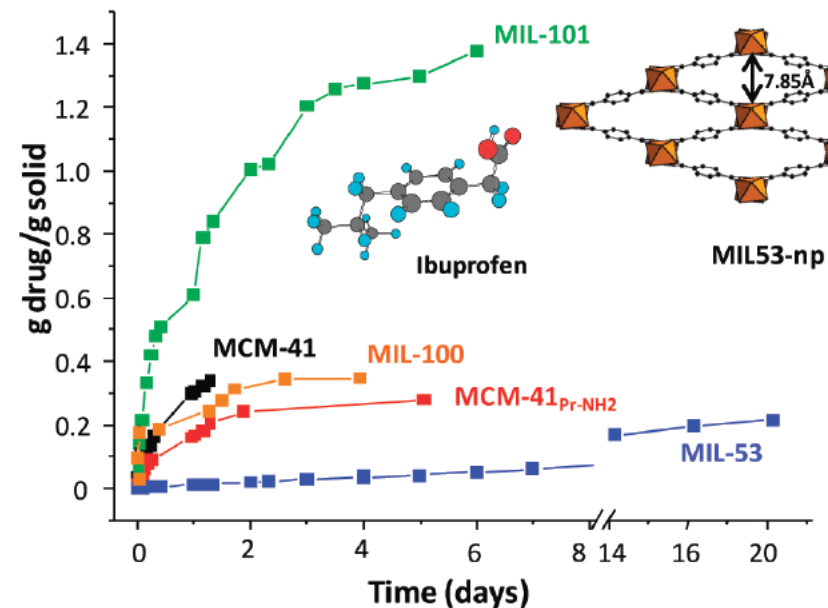 1.4
1.2
1.0
0.8
0.6
0.4
0.2
0
g drug/g solid
MIL-101
7.85Å
MIL53-np
Ibuprofen
MCM-41
MIL-100
MCM-41Pr-NH2
MIL-53
0 2 4 6 8 14 16 20
Time (days)